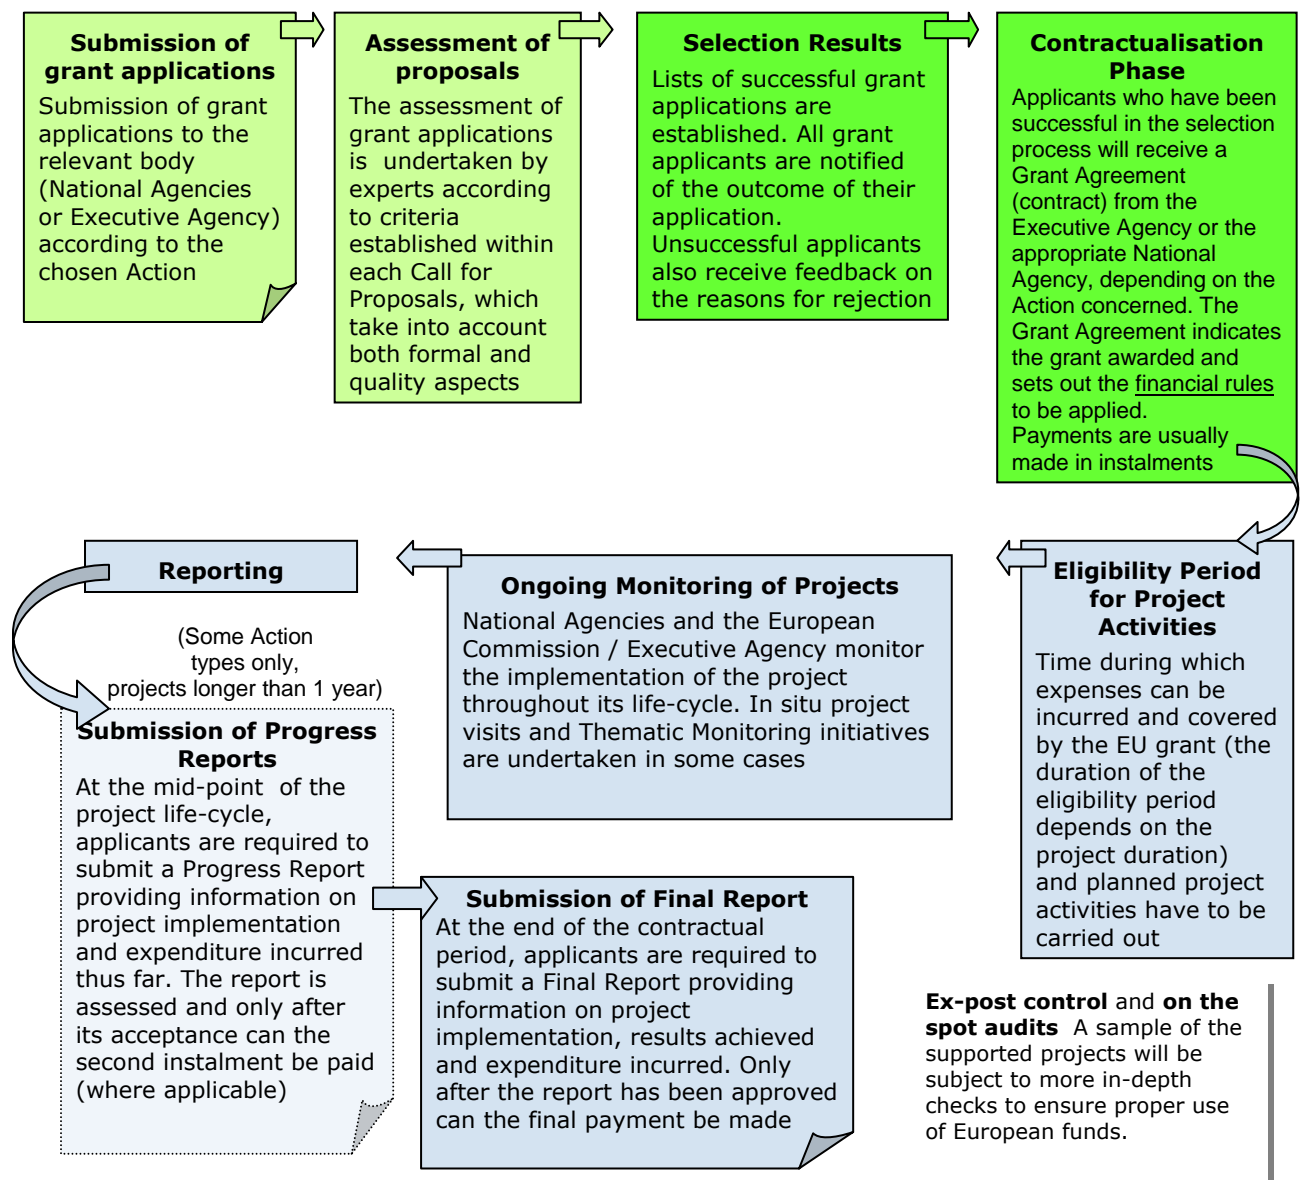 Submission of
grant applications
Submission of grant
applications to the
relevant body
(National Agencies
or Executive Agency)
according to the
chosen Action
Assessment of
proposals
The assessment of
grant applications
is undertaken by
experts according
to criteria
established within
each Call for
Proposals, which
take into account
both formal and
quality aspects
Selection Results
Lists of successful grant
applications are
established. All grant
applicants are notified
of the outcome of their
application.
Unsuccessful applicants
also receive feedback on
the reasons for rejection
Contractualisation
Phase
Applicants who have been
successful in the selection
process will receive a
Grant Agreement
(contract) from the
Executive Agency or the
appropriate National
Agency, depending on the
Action concerned. The
Grant Agreement indicates
the grant awarded and
sets out the financial rules
to be applied.
Payments are usually
made in instalments
Eligibility Period
for Project
Activities
Time during which
expenses can be
incurred and covered
by the EU grant (the
duration of the
eligibility period
depends on the
project duration)
and planned project
activities have to be
carried out
Ongoing Monitoring of Projects
National Agencies and the European
Commission / Executive Agency monitor
the implementation of the project
throughout its life-cycle. In situ project
visits and Thematic Monitoring initiatives
are undertaken in some cases
Reporting
(Some Action
types only,
projects longer than 1 year)
Submission of Progress
Reports
At the mid-point of the
project life-cycle,
applicants are required to
submit a Progress Report
providing information on
project implementation
and expenditure incurred
thus far. The report is
assessed and only after
its acceptance can the
second instalment be paid
(where applicable)
Submission of Final Report
At the end of the contractual
period, applicants are required to
submit a Final Report providing
information on project
implementation, results achieved
and expenditure incurred. Only
after the report has been approved
can the final payment be made
Ex-post control and on the
spot audits A sample of the
supported projects will be
subject to more in-depth
checks to ensure proper use
of European funds.